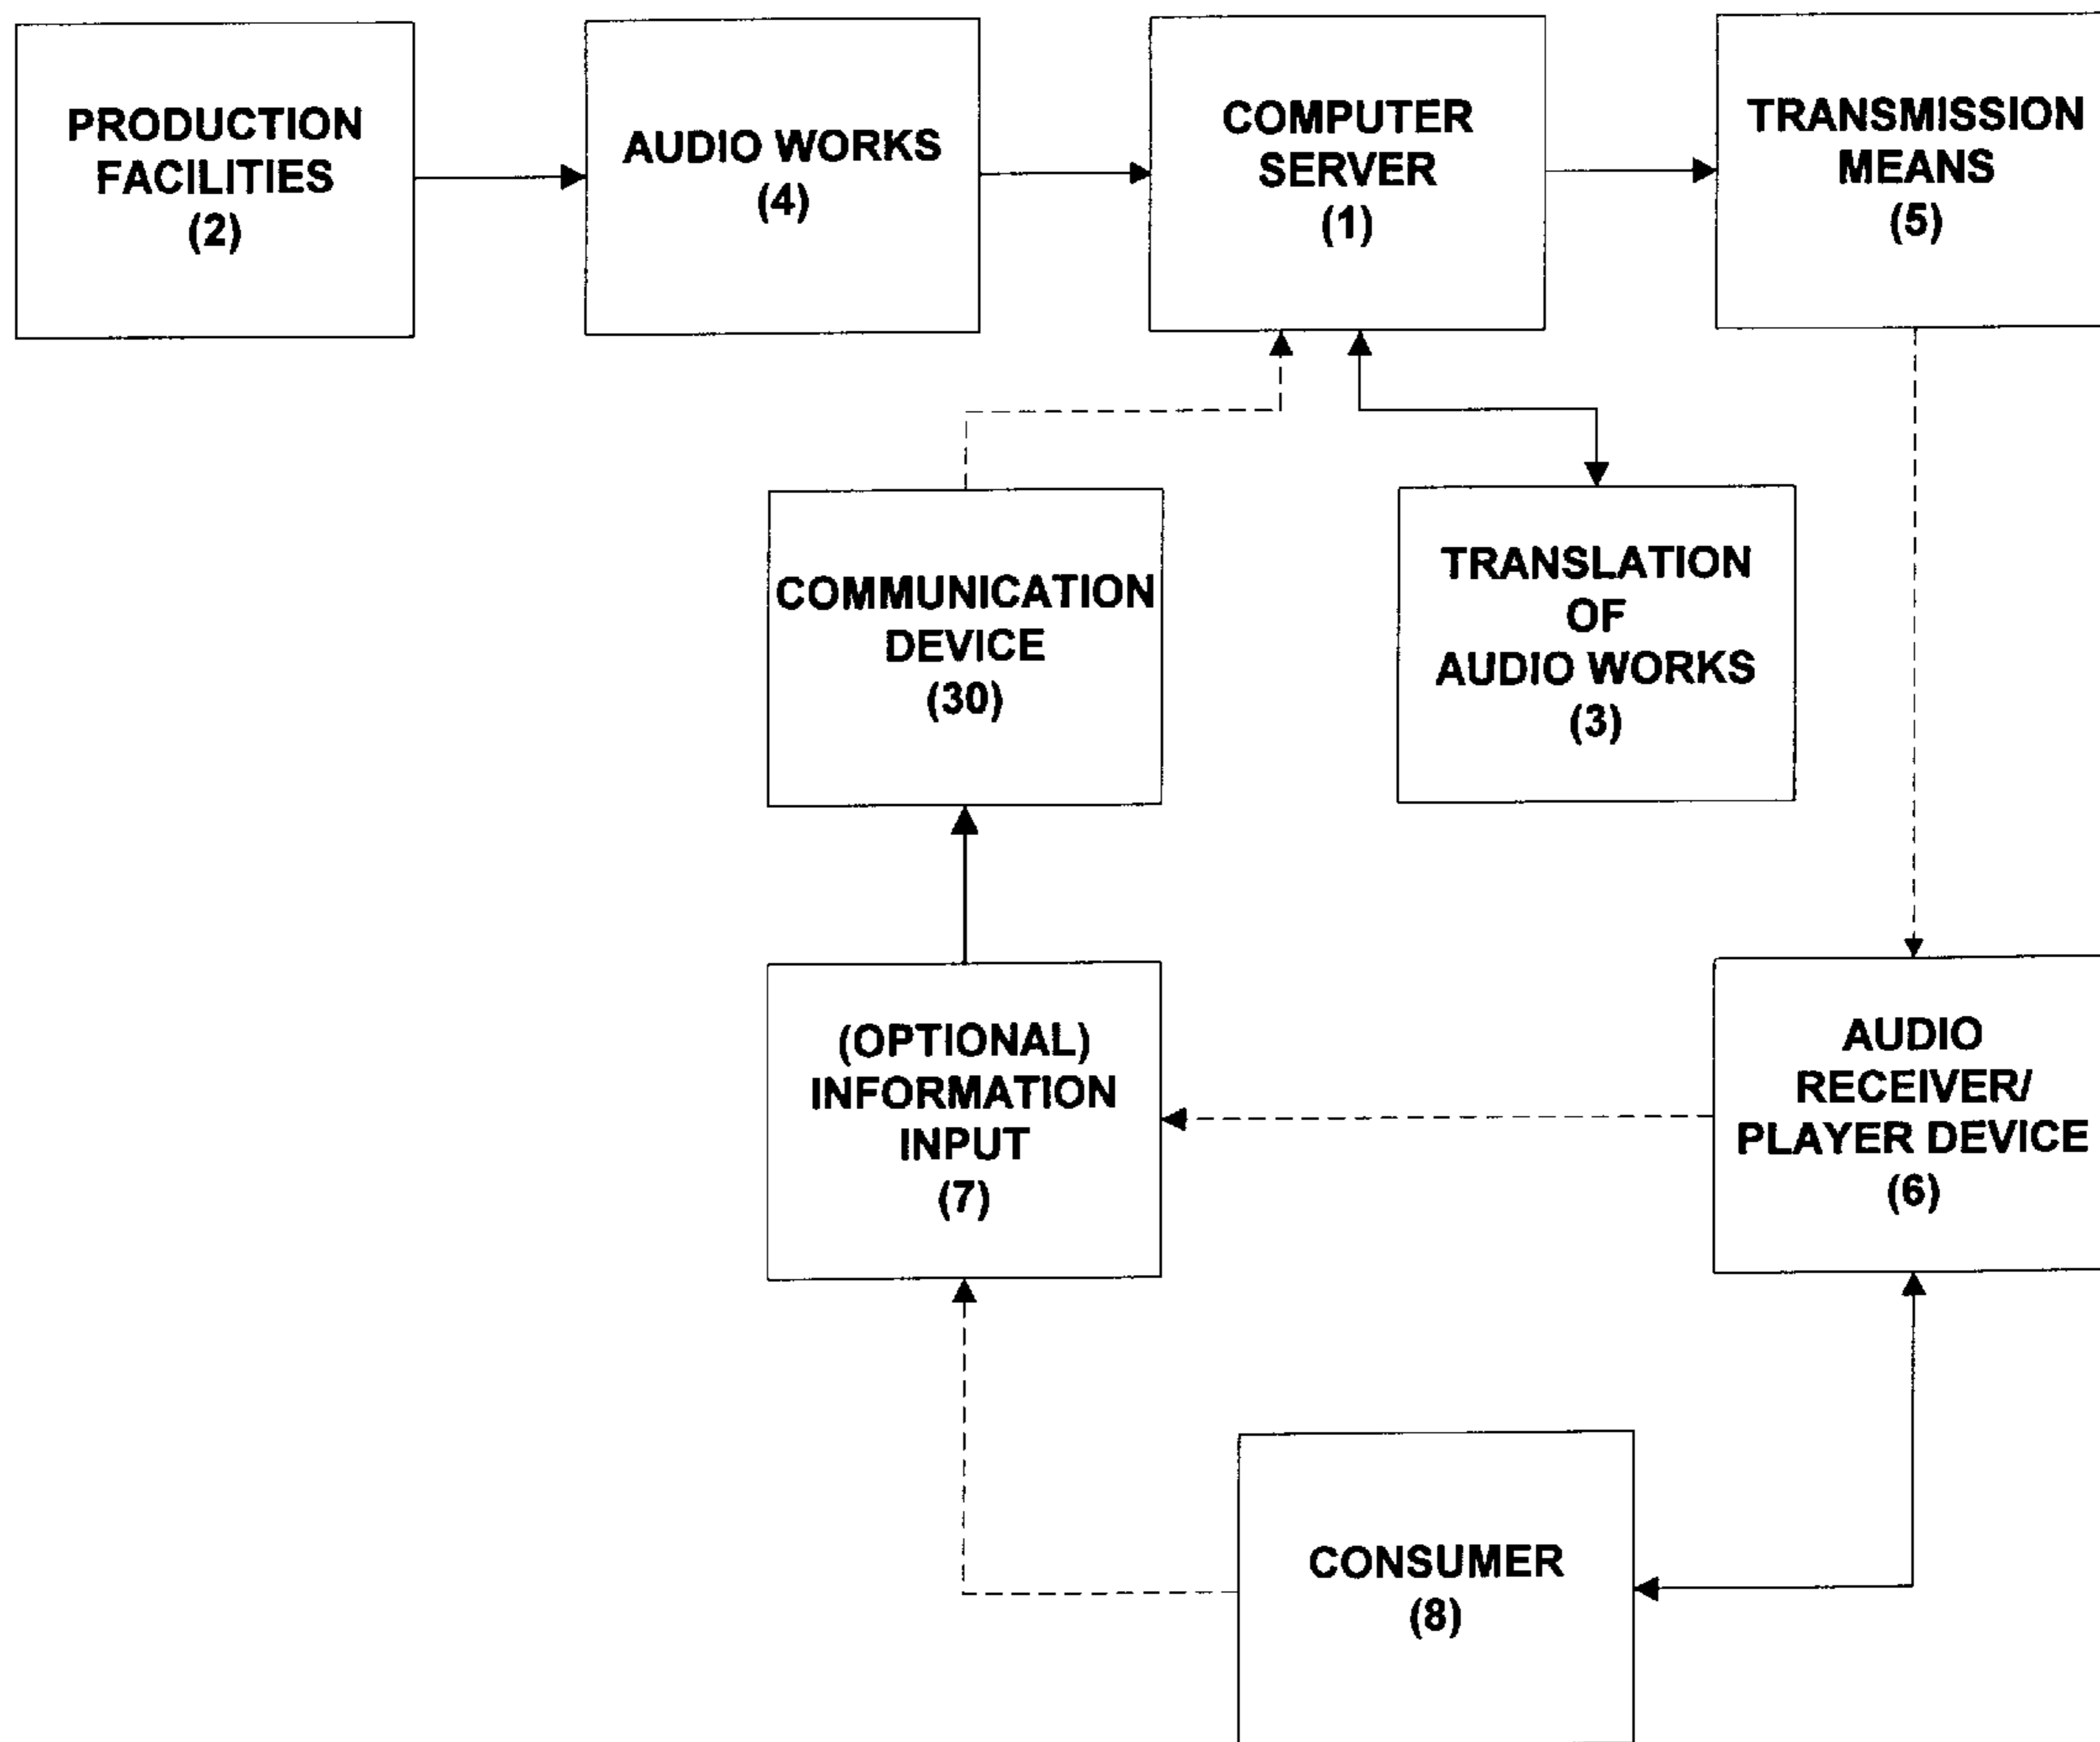 PRODUCTION
FACILITIES
(2)
AUDIO WORKS
(4)
COMPUTER
SERVER
(1)
TRANSMISSION
MEANS
(5)
COMMUNICATION
DEVICE
(30)
TRANSLATION
OF
AUDIO WORKS
(3)
(OPTIONAL)
INFORMATION
INPUT
(7)
AUDIO
RECEIVER/
PLAYER DEVICE
(6)
CONSUMER
(8)